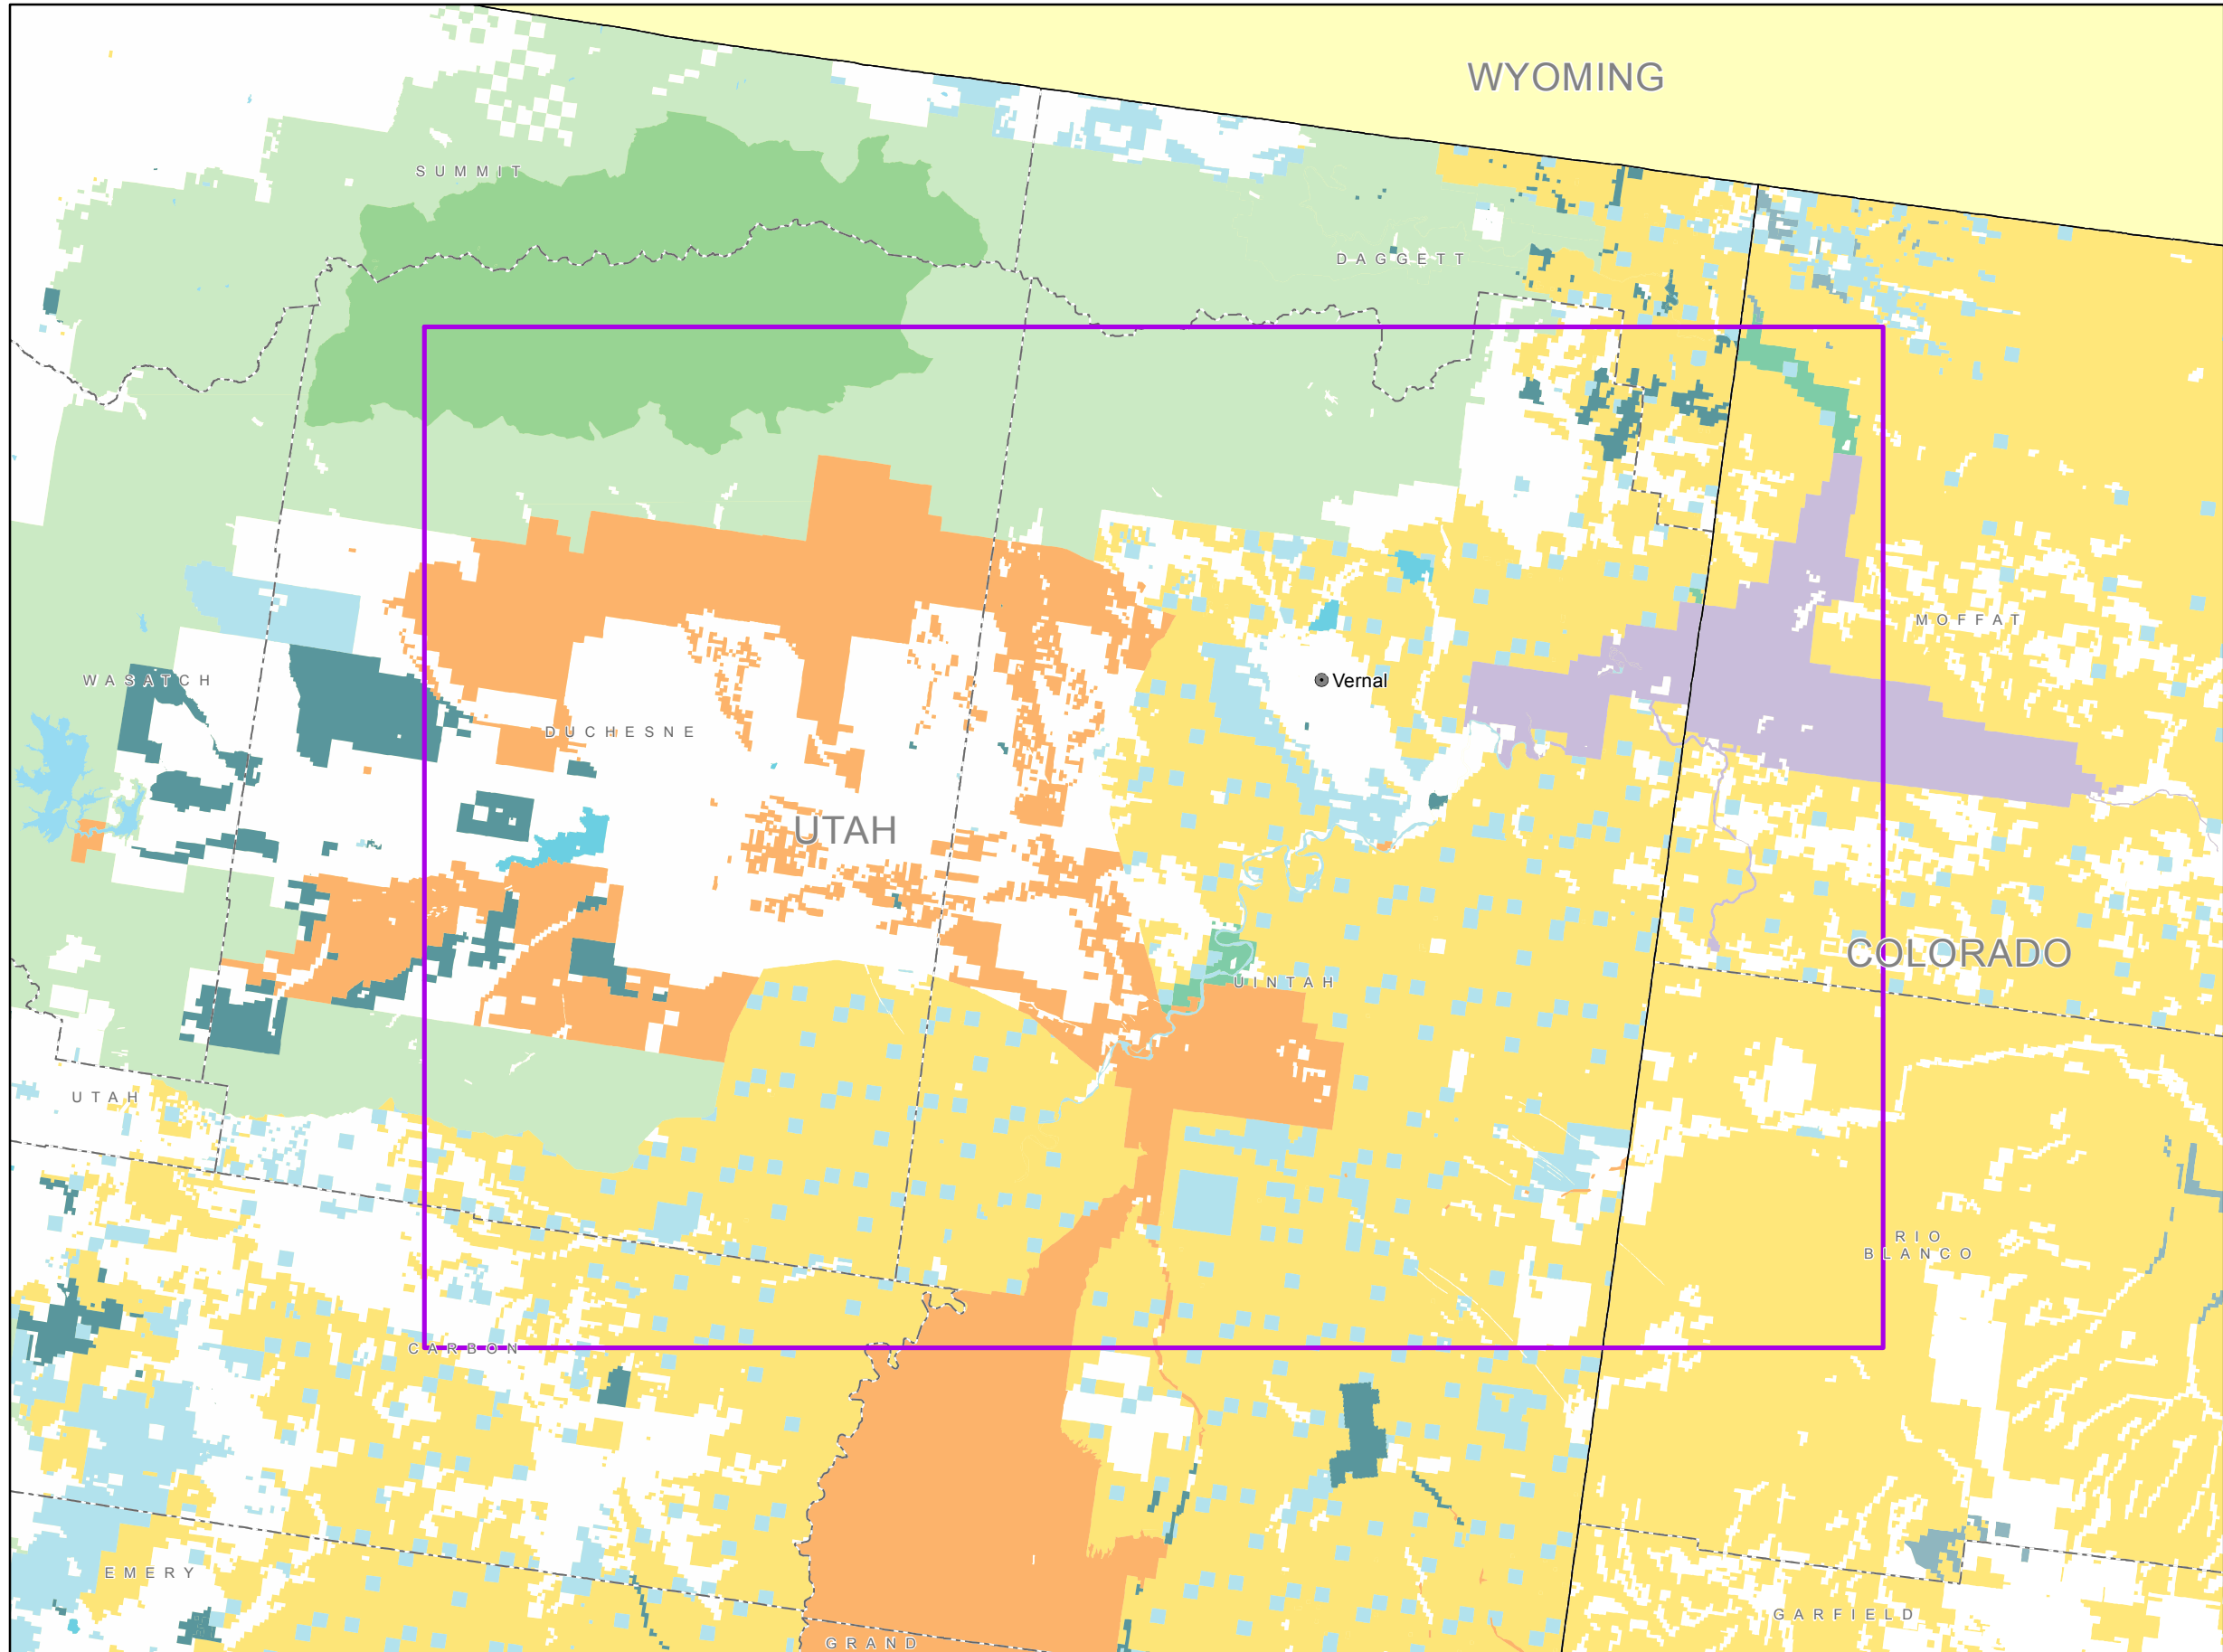 WYOMING
SUMMIT
DAGGETT
MOFFAT
WASATCH
Vernal
DUCHESNE
UTAH
COLORADO
UINTAH
UTAH
RIO
BLANCO
CARBON
EMERY
GARFIELD
GRAND